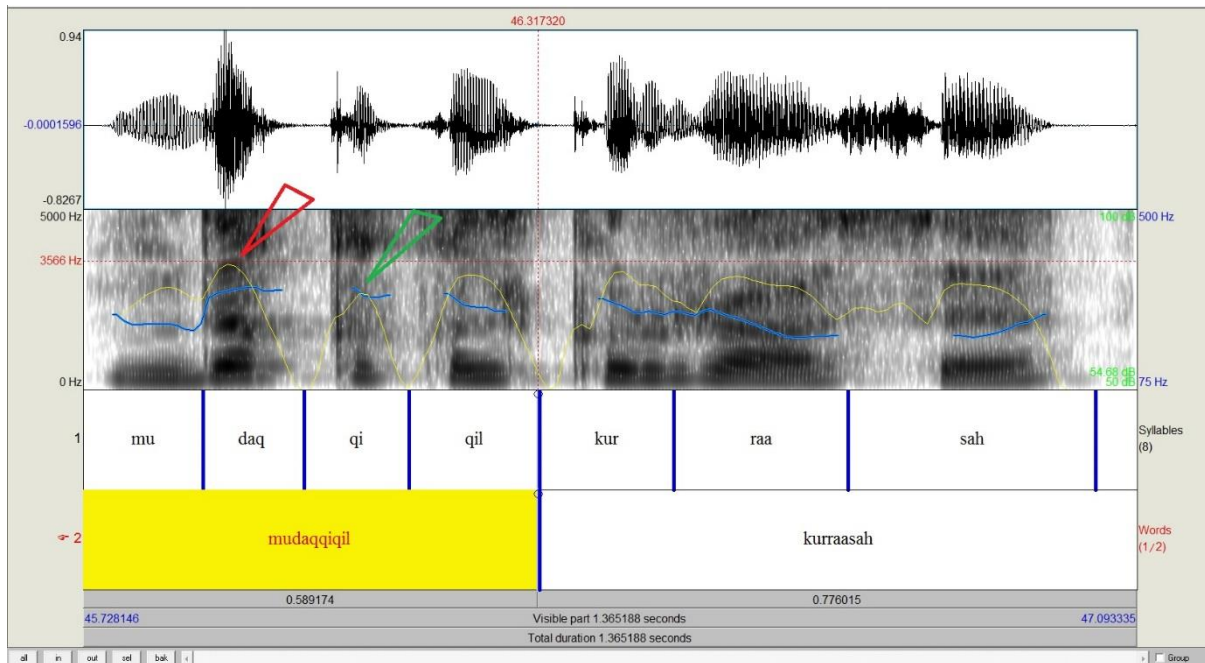 46.317320
0.94
-0.0001596
-0.8267
5000 Hz
100 dB 500 Hz
3566 Hz
54.68 dB
0 Hz
50 dB 75 Hz
1 mu daq qi qil kur raa sah Syllables
(8)
2 mudaqqiqil kurraasah Words
(1/2)
0.589174 0.776015
45.728146 Visible part 1.365188 seconds 47.093335
Total duration 1.365188 seconds
all in out sel bak Group